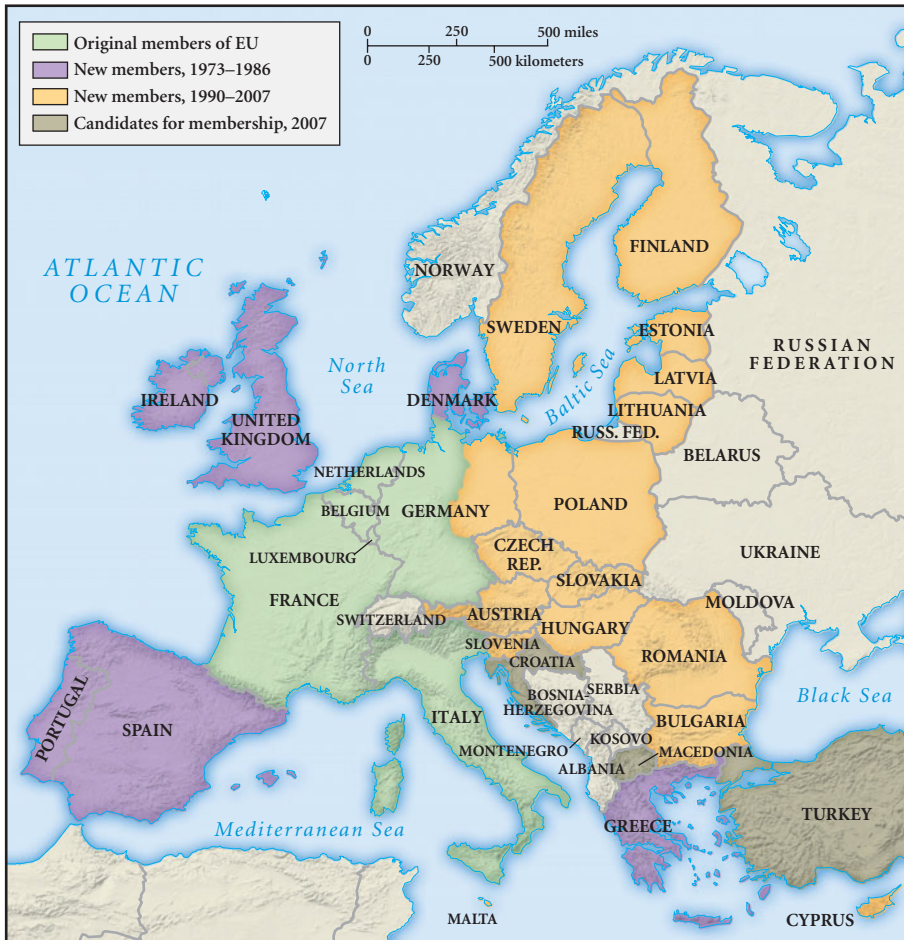 Original members of EU
New members, 1973–1986
New members, 1990–2007
Candidates for membership, 2007
0 250 500 miles
0 250 500 kilometers
ATLANTIC
OCEAN
NORWAY
FINLAND
SWEDEN
ESTONIA
RUSSIAN
FEDERATION
North
Sea
Baltic Sea
LATVIA
IRELAND
DENMARK
LITHUANIA
UNITED
KINGDOM
RUSS. FED.
BELARUS
NETHERLANDS
BELGIUM
GERMANY
POLAND
LUXEMBOURG
CZECH
REP.
UKRAINE
SLOVAKIA
FRANCE
SWITZERLAND
AUSTRIA
MOLDOVA
HUNGARY
SLOVENIA
CROATIA
ROMANIA
PORTUGAL
SPAIN
ITALY
BOSNIA-
HERZEGOVINA
SERBIA
Black Sea
BULGARIA
MONTENEGRO
KOSOVO
MACEDONIA
ALBANIA
Mediterranean Sea
GREECE
TURKEY
MALTA
CYPRUS